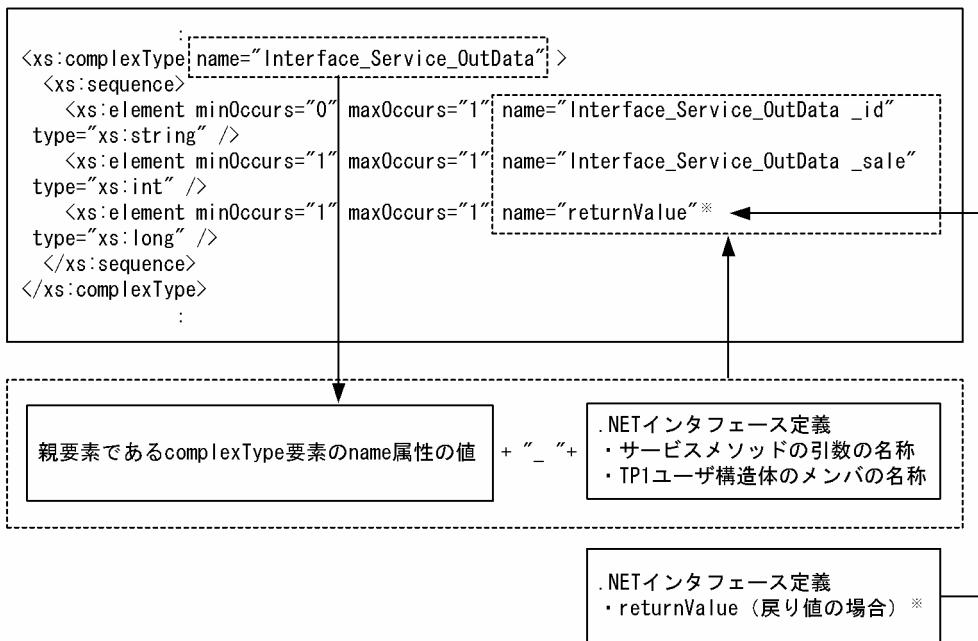 :
<xs:complexType name="Interface_Service_OutData" >
<xs:sequence>
<xs:element minOccurs="0" maxOccurs="1" name="Interface_Service_OutData _id"
type="xs:string" />
<xs:element minOccurs="1" maxOccurs="1" name="Interface_Service_OutData _sale"
type="xs:int" />
<xs:element minOccurs="1" maxOccurs="1" name="returnValue"※
type="xs:long" />
</xs:sequence>
</xs:complexType>
:
親要素であるcomplexType要素のname属性の値
+ "_ "+
.NETインタフェース定義
・サービスメソッドの引数の名称
・TP1ユーザ構造体のメンバの名称
.NETインタフェース定義
・returnValue（戻り値の場合）※